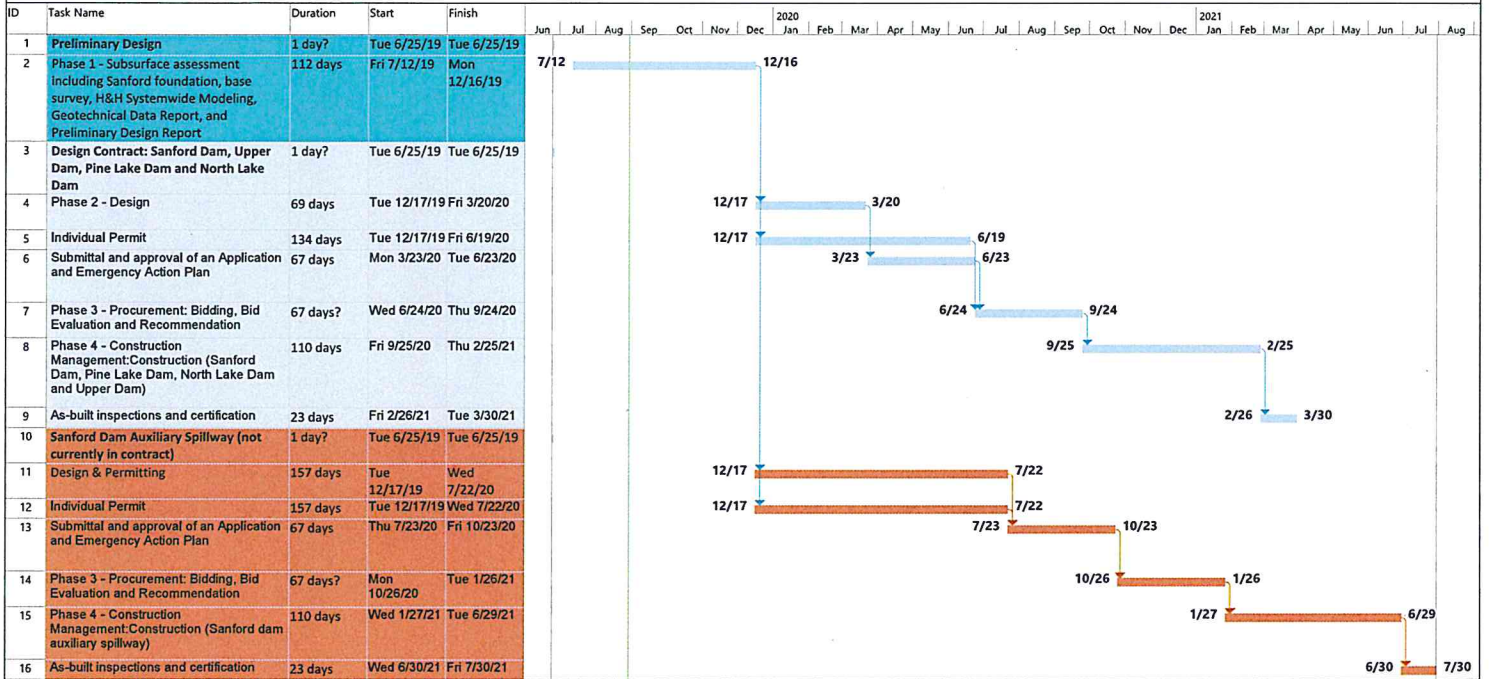 ID Task Name Duration Start Finish
2020 2021
Jun Jul Aug Sep Oct Nov Dec Jan Feb Mar Apr May Jun Jul Aug Sep Oct Nov Dec Jan Feb Mar Apr May Jun Jul Aug
1 Preliminary Design 1 day? Tue 6/25/19 Tue 6/25/19
2 Phase 1 - Subsurface assessment 112 days Fri 7/12/19 Mon 7/12 12/16
including Sanford foundation, base 12/16/19
survey, H&H Systemwide Modeling,
Geotechnical Data Report, and
Preliminary Design Report
3 Design Contract: Sanford Dam, Upper 1 day? Tue 6/25/19 Tue 6/25/19
Dam, Pine Lake Dam and North Lake
Dam
4 Phase 2 - Design 69 days Tue 12/17/19 Fri 3/20/20 12/17 3/20
5 Individual Permit 134 days Tue 12/17/19 Fri 6/19/20 12/17 6/19
6 Submittal and approval of an Application 67 days Mon 3/23/20 Tue 6/23/20 3/23 6/23
and Emergency Action Plan
7 Phase 3 - Procurement: Bidding, Bid 67 days? Wed 6/24/20 Thu 9/24/20 6/24 9/24
Evaluation and Recommendation
8 Phase 4 - Construction 110 days Fri 9/25/20 Thu 2/25/21 9/25 2/25
Management:Construction (Sanford
Dam, Pine Lake Dam, North Lake Dam
and Upper Dam)
9 As-built inspections and certification 23 days Fri 2/26/21 Tue 3/30/21 2/26 3/30
10 Sanford Dam Auxiliary Spillway (not 1 day? Tue 6/25/19 Tue 6/25/19
currently in contract)
11 Design & Permitting 157 days Tue Wed 12/17 7/22
12/17/19 7/22/20
12 Individual Permit 157 days Tue 12/17/19 Wed 7/22/20 12/17 7/22
13 Submittal and approval of an Application 67 days Thu 7/23/20 Fri 10/23/20 7/23 10/23
and Emergency Action Plan
14 Phase 3 - Procurement: Bidding, Bid 67 days? Mon Tue 1/26/21 10/26 1/26
Evaluation and Recommendation 10/26/20
15 Phase 4 - Construction 110 days Wed 1/27/21 Tue 6/29/21 1/27 6/29
Management:Construction (Sanford dam
auxiliary spillway)
16 As-built inspections and certification 23 days Wed 6/30/21 Fri 7/30/21 6/30 7/30